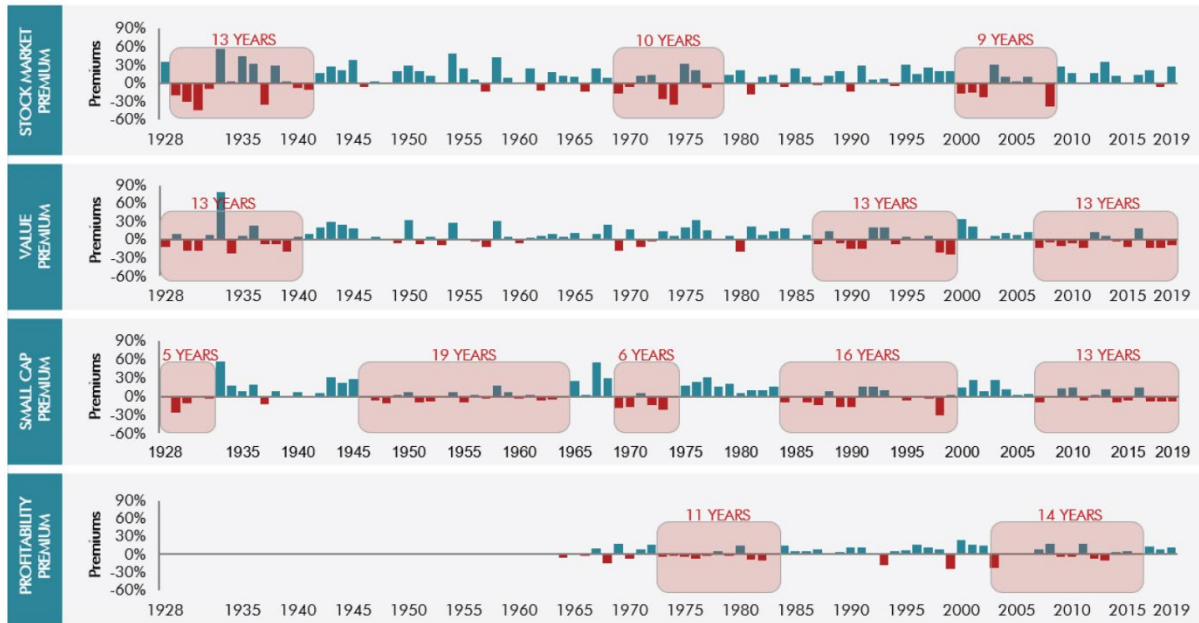 STOCK MARKET
PREMIUM
Premiums
90%
60%
30%
0%
-30%
-60%
13 YEARS
10 YEARS
9 YEARS
1928 1935 1940 1945 1950 1955 1960 1965 1970 1975 1980 1985 1990 1995 2000 2005 2010 2015 2019
VALUE
PREMIUM
Premiums
90%
60%
30%
0%
-30%
-60%
13 YEARS
13 YEARS
13 YEARS
1928 1935 1940 1945 1950 1955 1960 1965 1970 1975 1980 1985 1990 1995 2000 2006 2010 2015 2019
SMALL CAP
PREMIUM
Premiums
90%
60%
30%
0%
-30%
-60%
5 YEARS
19 YEARS
6 YEARS
16 YEARS
13 YEARS
1928 1935 1940 1945 1950 1955 1960 1965 1970 1975 1980 1985 1990 1995 2000 2006 2010 2015 2019
PROFITABILITY
PREMIUM
Premiums
90%
60%
30%
0%
-30%
-60%
11 YEARS
14 YEARS
1928 1935 1940 1945 1950 1955 1960 1965 1970 1975 1980 1985 1990 1995 2000 2005 2010 2015 2019